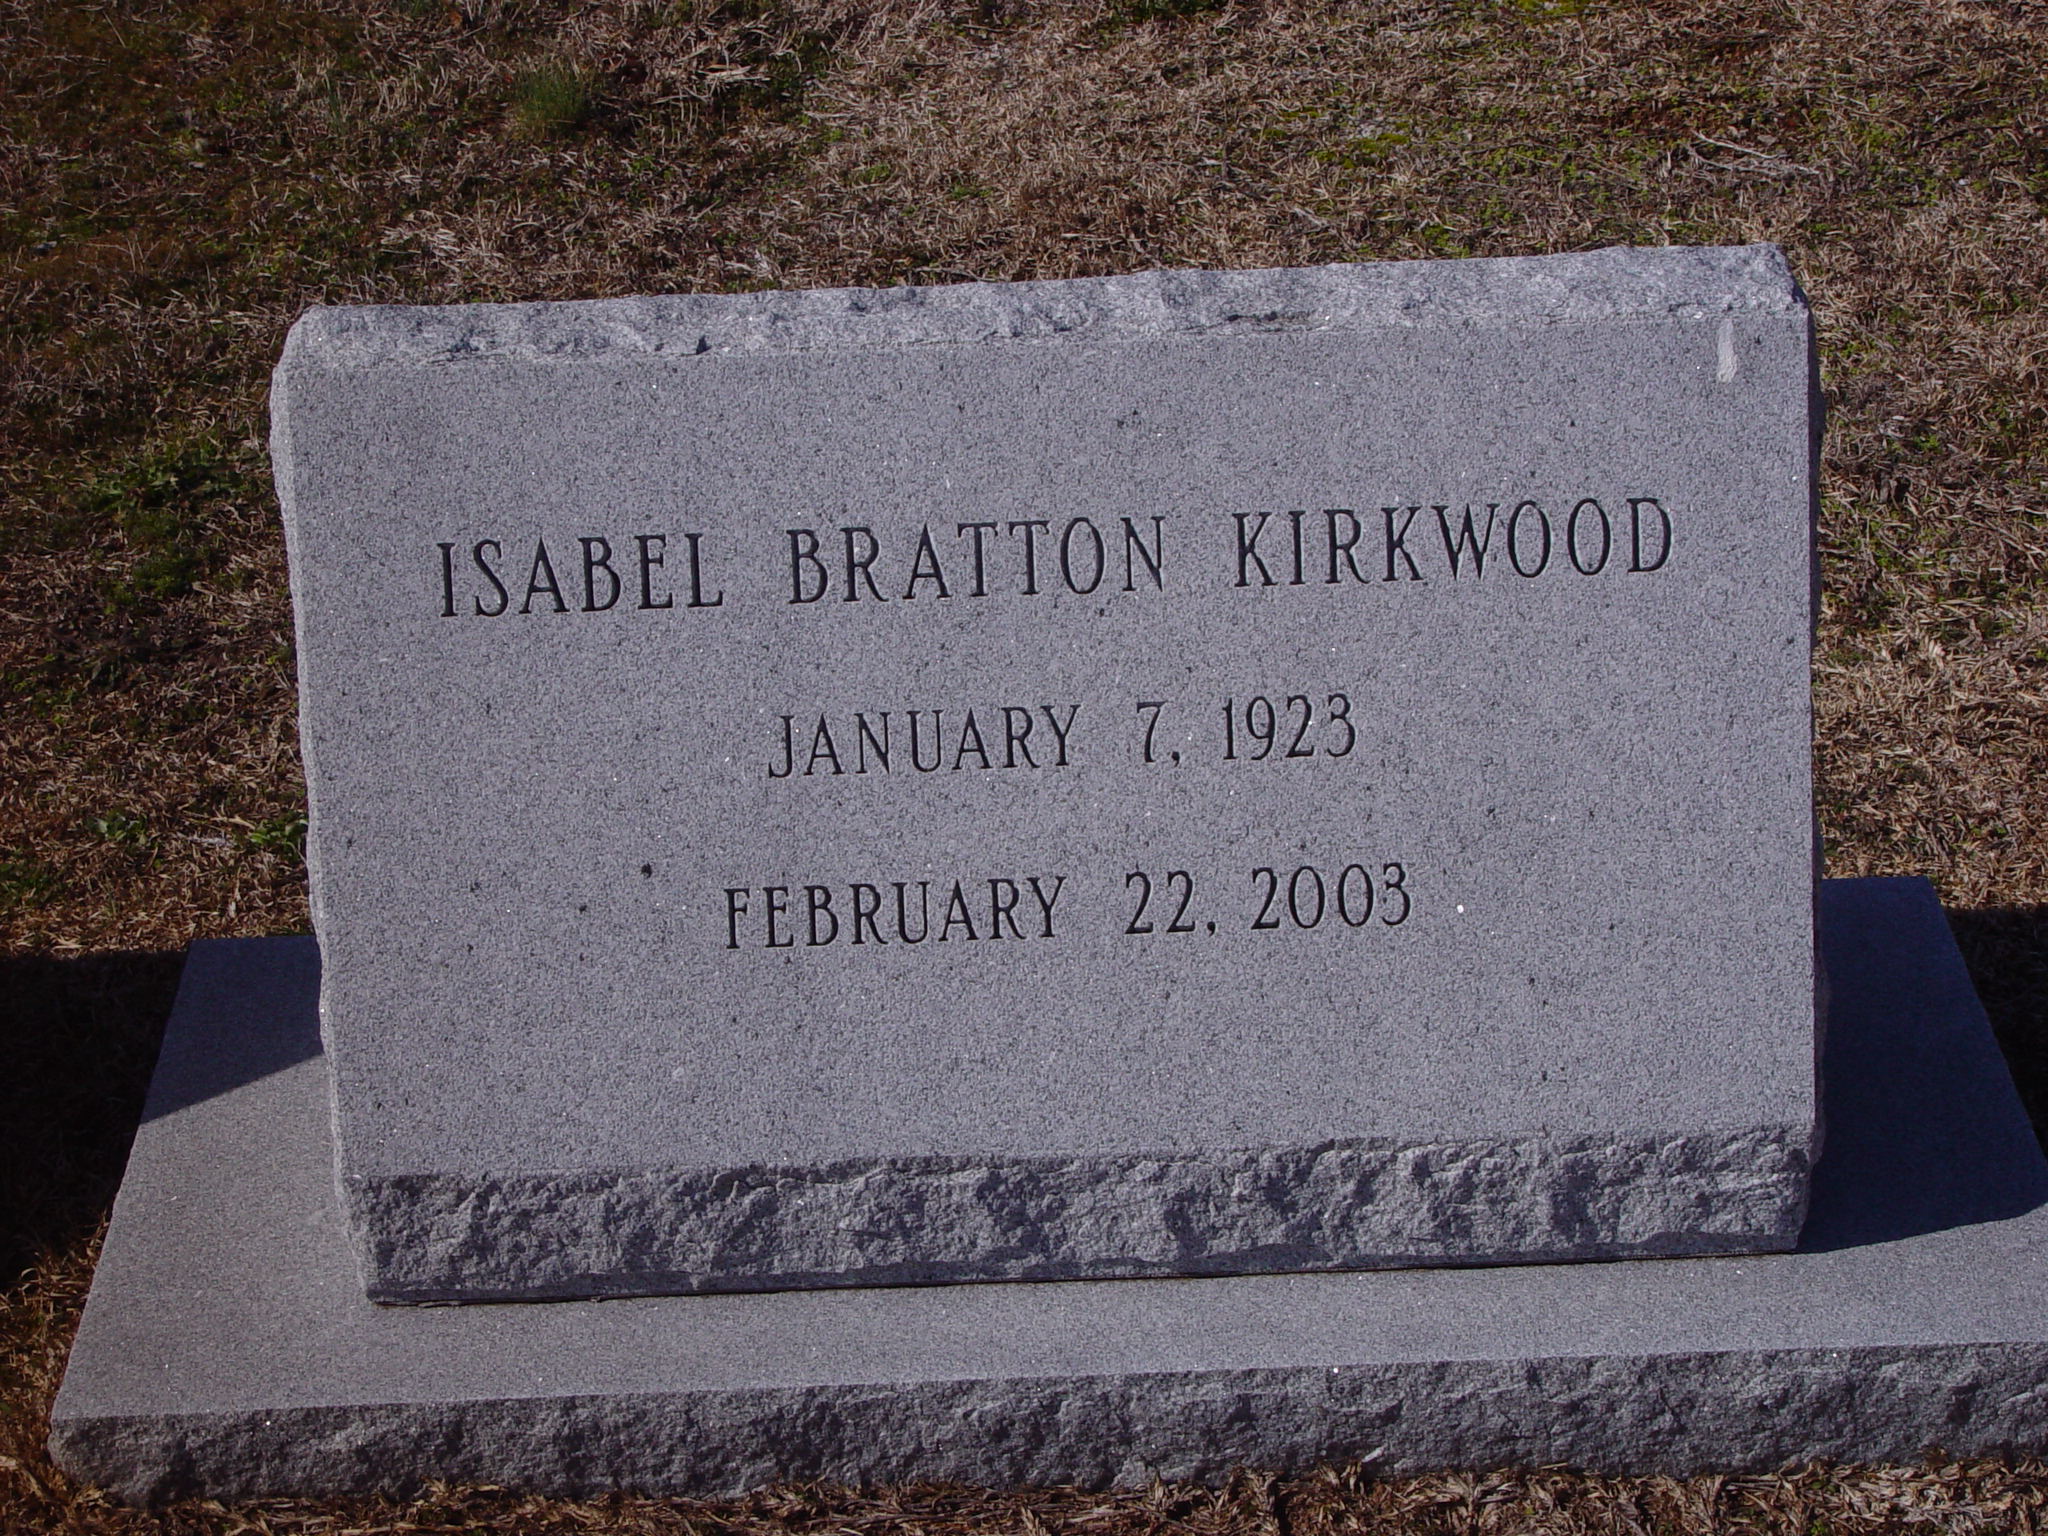 ISABEL BRATTON KIRKWOOD
JANUARY 7, 1923
FEBRUARY 22, 2003